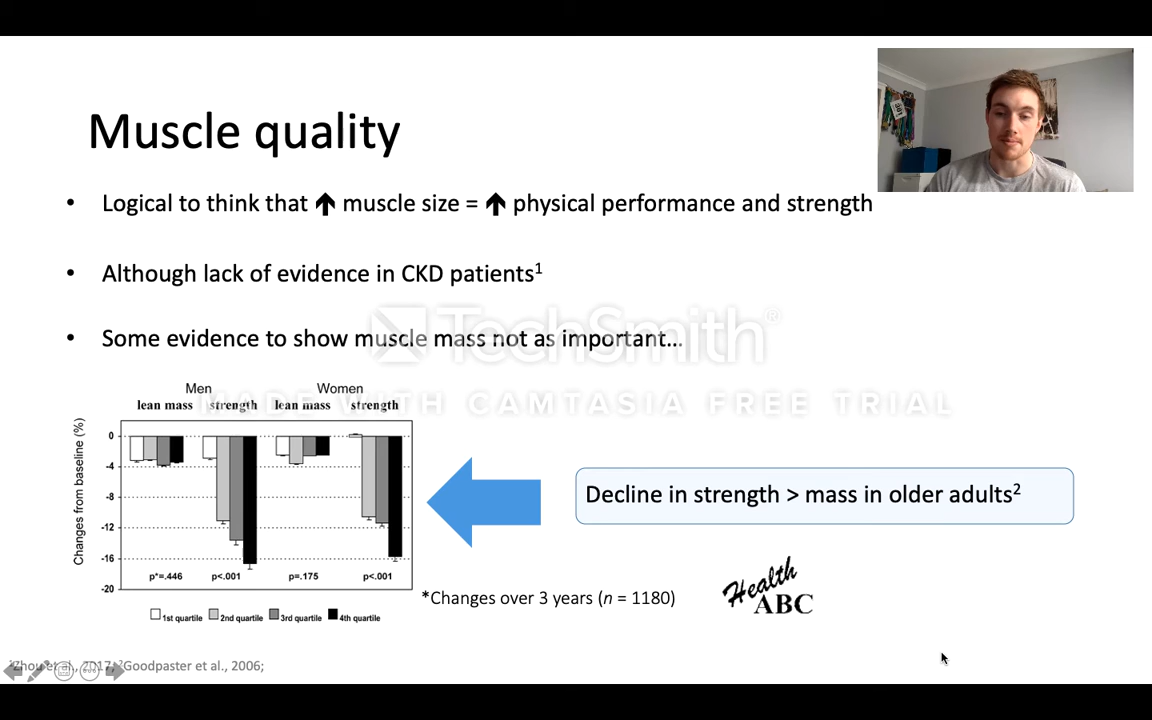 Muscle quality
• Logical to think that ⬆ muscle size = ⬆ physical performance and strength
• Although lack of evidence in CKD patients¹
• Some evidence to show muscle mass not as important...
TechSmith®
MADE WITH CAMTASIA FREE TRIAL
Men Women
lean mass strength lean mass strength
Changes from baseline (%)
0
-4
-8
-12
-16
-20
p*=.446 p<.001 p=.175 p<.001
1st quartile 2nd quartile 3rd quartile 4th quartile
Decline in strength > mass in older adults²
*Changes over 3 years (n = 1180)
Health
ABC
¹Zhou et al., 2017; ²Goodpaster et al., 2006;